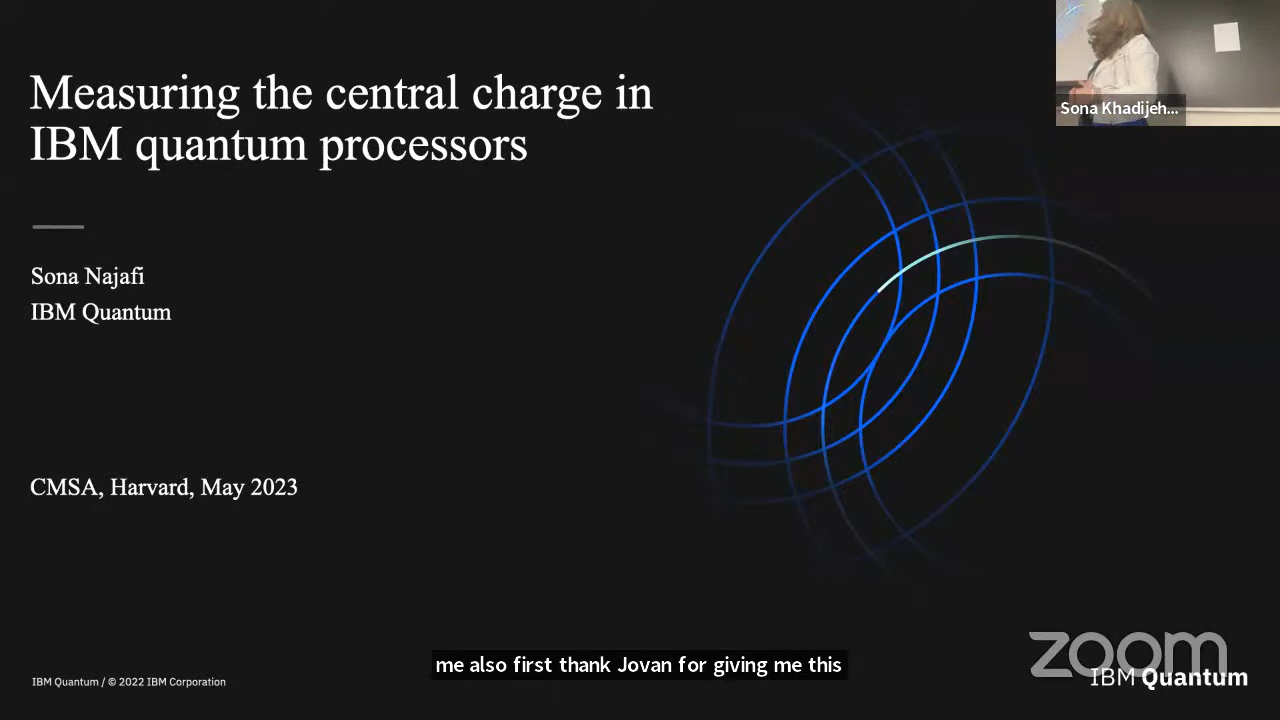 Measuring the central charge in
IBM quantum processors
Sona Khadijeh...
Sona Najafi
IBM Quantum
CMSA, Harvard, May 2023
me also first thank Jovan for giving me this
zoom
IBM Quantum / © 2022 IBM Corporation
IBM Quantum